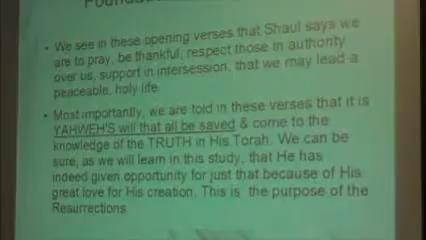 • We see in these opening verses that Shaul says we
are to pray, be thankful, respect those in authority
over us, support in intersession, that we may lead a
peaceable, holy life.
• Most importantly, we are told in these verses that it is
YAHWEH'S will that all be saved & come to the
knowledge of the TRUTH in His Torah. We can be
sure, as we will learn in this study, that He has
indeed given opportunity for just that because of His
great love for His creation. This is the purpose of the
Resurrections.